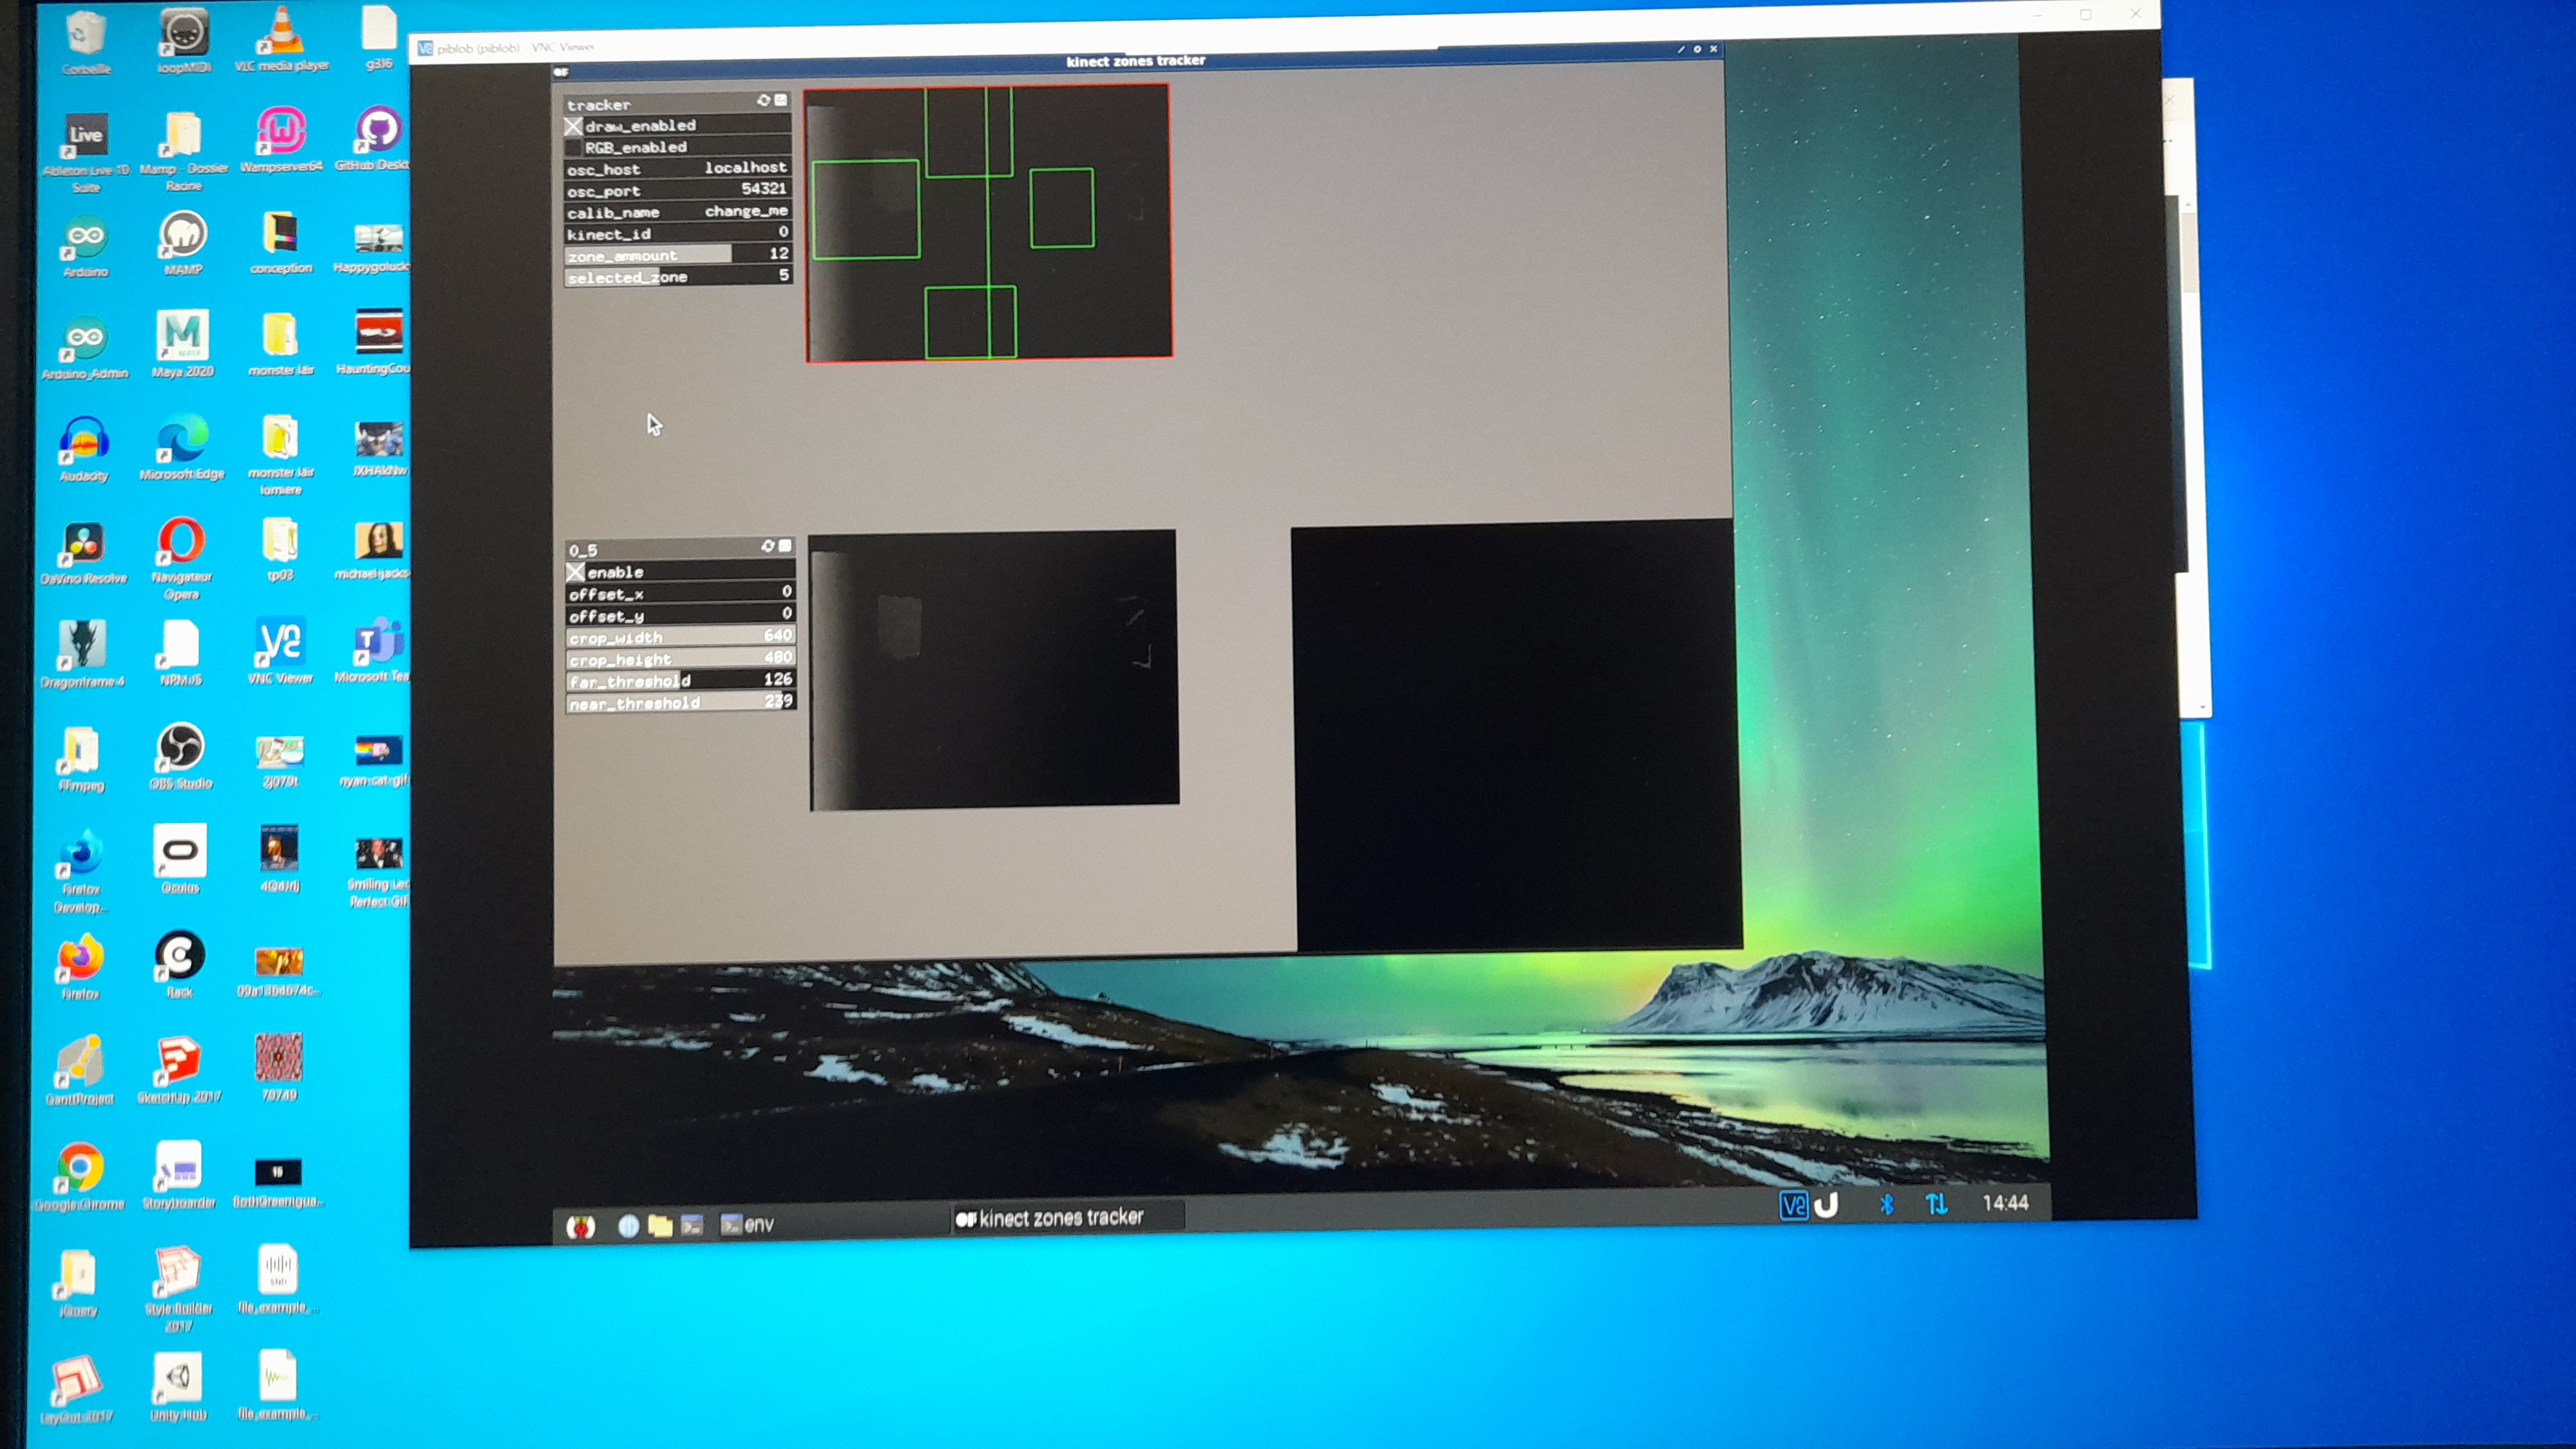 Corbeille
loopMIDI
VLC media player
g3J6
Live
Ableton Live 10
Suite
Mamp - Dossier
Racine
Wampserver64
GitHub Deskt
Arduino
MAMP
conception
Happygoluck
Arduino_Admin
M
MAYA
Maya 2020
monster lair
HauntingCou
Audacity
Microsoft Edge
monster lair
lumiere
JXHAkNw
DaVinci Resolve
Navigateur
Opera
tp03
michael-jacks
Dragonframe 4
NPMJS
VNC Viewer
Microsoft Tea
FFmpeg
OBS Studio
2j079t
nyan-cat-gif
Firefox
Develop...
Oculus
Smiling Leo
Perfect GIF
Firefox
Rack
GanttProject
SketchUp 2017
70749
Google Chrome
Storyboarder
BothGreenIgua...
jQuery
Style Builder
2017
file_example_...
LayOut 2017
Unity Hub
file_example_...
piblob (piblob) - VNC Viewer
kinect zones tracker
tracker
draw_enabled
RGB_enabled
osc_host localhost
osc_port 54321
calib_name change_me
kinect_id 0
zone_ammount 12
selected_zone 5
0_5
enable
offset_x 0
offset_y 0
crop_width 640
crop_height 480
far_threshold 126
near_threshold 239
env
kinect zones tracker
14:44